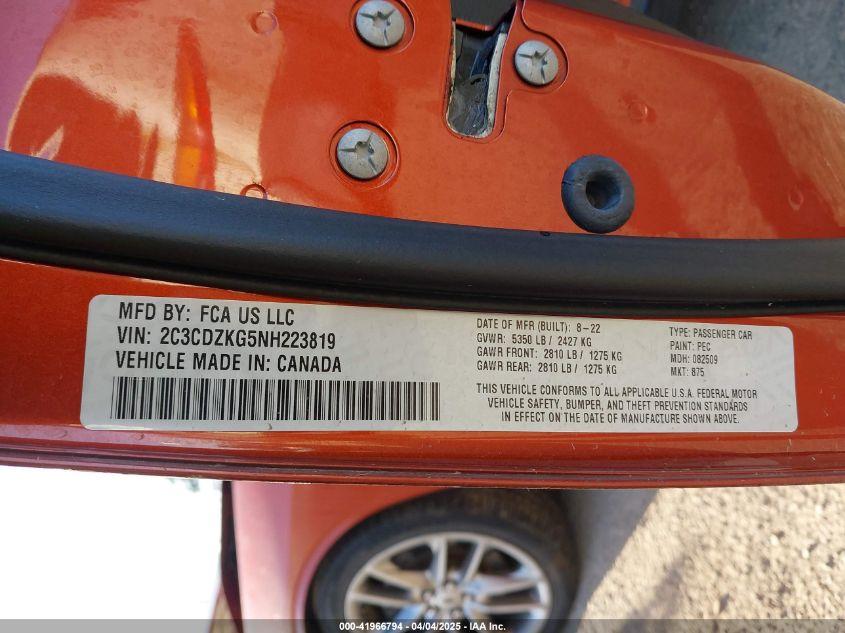 MFD BY: FCA US LLC
VIN: 2C3CDZKG5NH223819
VEHICLE MADE IN: CANADA
DATE OF MFR (BUILT): 8-22
GVWR: 5350 LB / 2427 KG
GAWR FRONT: 2810 LB / 1275 KG
GAWR REAR: 2810 LB / 1275 KG
TYPE: PASSENGER CAR
PAINT: PEC
MDH: 082509
MKT: 875
THIS VEHICLE CONFORMS TO ALL APPLICABLE U.S.A. FEDERAL MOTOR
VEHICLE SAFETY, BUMPER, AND THEFT PREVENTION STANDARDS
IN EFFECT ON THE DATE OF MANUFACTURE SHOWN ABOVE.
000-41966794 - 04/04/2025 - IAA Inc.